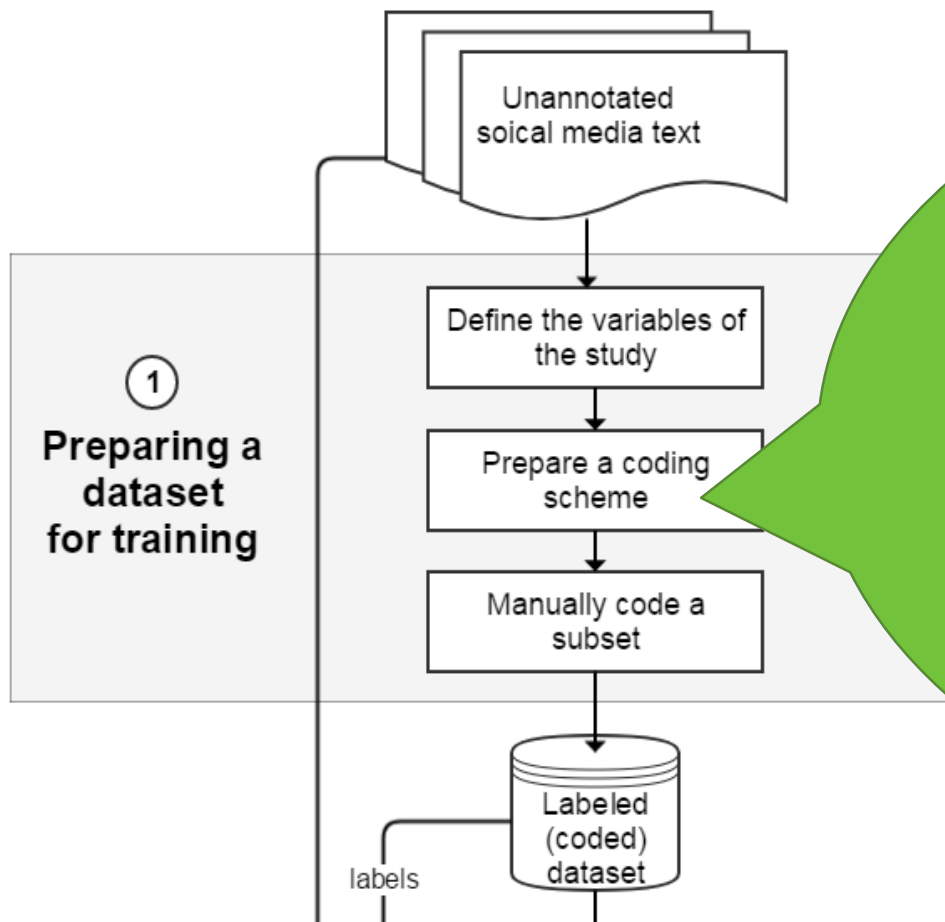 Unannotated
soical media text
Define the variables of
the study
1
Preparing a
dataset
for training
Prepare a coding
scheme
Manually code a
subset
Labeled
(coded)
dataset
labels